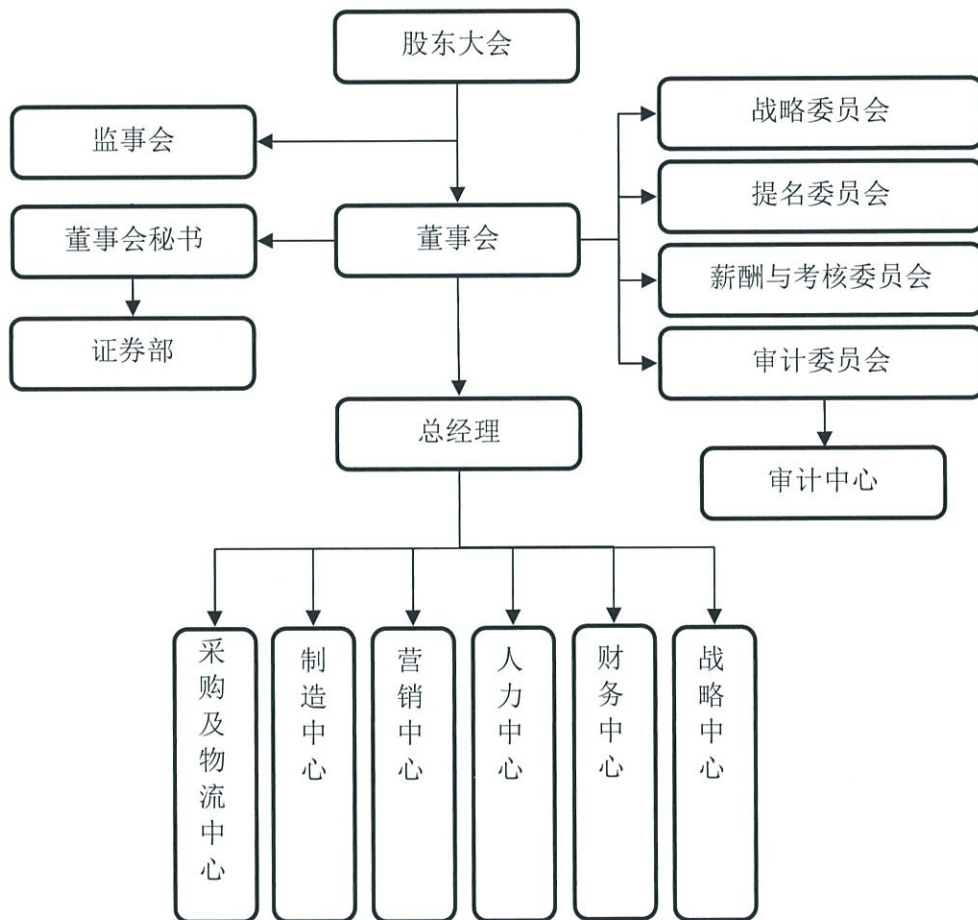 股东大会
战略委员会
监事会
提名委员会
董事会秘书
董事会
薪酬与考核委员会
证券部
审计委员会
总经理
审计中心
采购及物流中心
制造中心
营销中心
人力中心
财务中心
战略中心